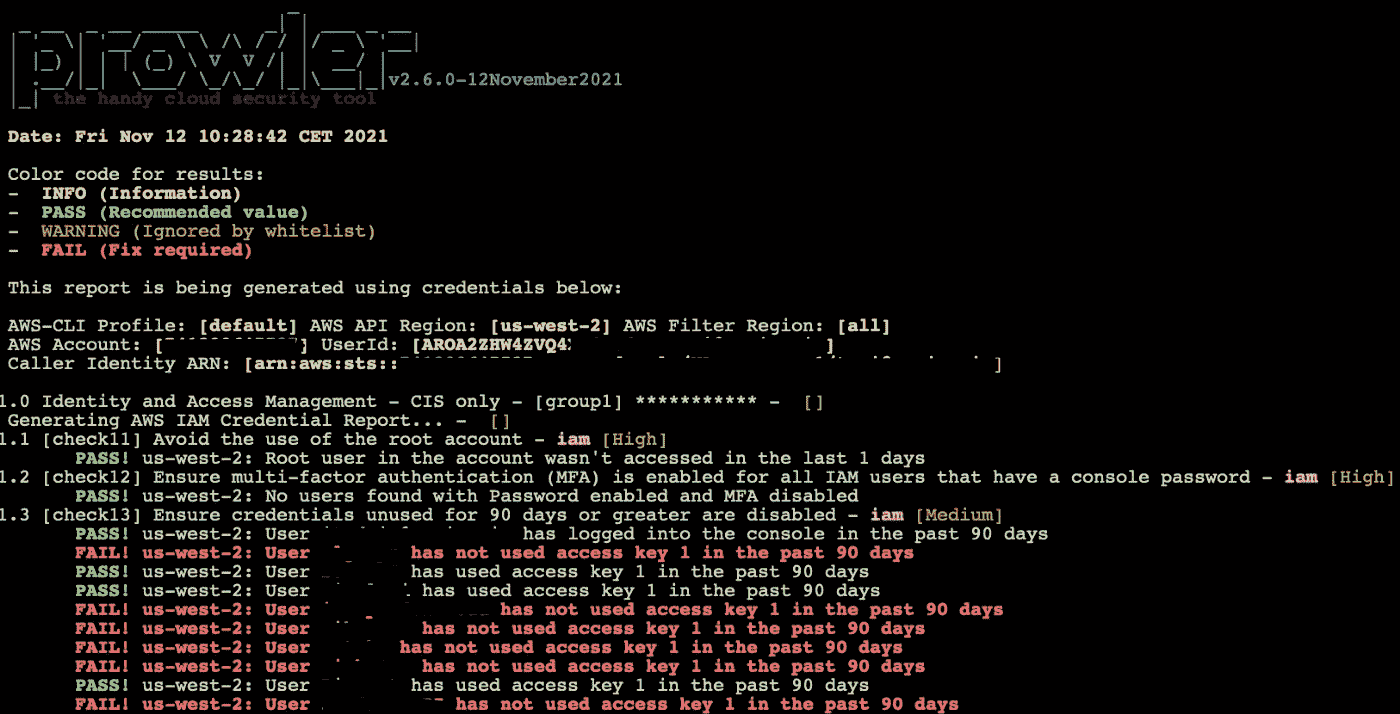 prowler
v2.6.0-12November2021
the handy cloud security tool
Date: Fri Nov 12 10:28:42 CET 2021
Color code for results:
-  INFO (Information)
-  PASS (Recommended value)
-  WARNING (Ignored by whitelist)
-  FAIL (Fix required)
This report is being generated using credentials below:
AWS-CLI Profile: [default] AWS API Region: [us-west-2] AWS Filter Region: [all]
AWS Account: [ ] UserId: [AROA2ZHW4ZVQ4 ]
Caller Identity ARN: [arn:aws:sts:: ]
1.0 Identity and Access Management - CIS only - [group1] *********** -  []
Generating AWS IAM Credential Report... -  []
1.1 [check11] Avoid the use of the root account - iam [High]
PASS! us-west-2: Root user in the account wasn't accessed in the last 1 days
1.2 [check12] Ensure multi-factor authentication (MFA) is enabled for all IAM users that have a console password - iam [High]
PASS! us-west-2: No users found with Password enabled and MFA disabled
1.3 [check13] Ensure credentials unused for 90 days or greater are disabled - iam [Medium]
PASS! us-west-2: User has logged into the console in the past 90 days
FAIL! us-west-2: User has not used access key 1 in the past 90 days
PASS! us-west-2: User has used access key 1 in the past 90 days
PASS! us-west-2: User has used access key 1 in the past 90 days
FAIL! us-west-2: User has not used access key 1 in the past 90 days
FAIL! us-west-2: User has not used access key 1 in the past 90 days
FAIL! us-west-2: User has not used access key 1 in the past 90 days
FAIL! us-west-2: User has not used access key 1 in the past 90 days
PASS! us-west-2: User has used access key 1 in the past 90 days
FAIL! us-west-2: User has not used access key 1 in the past 90 days